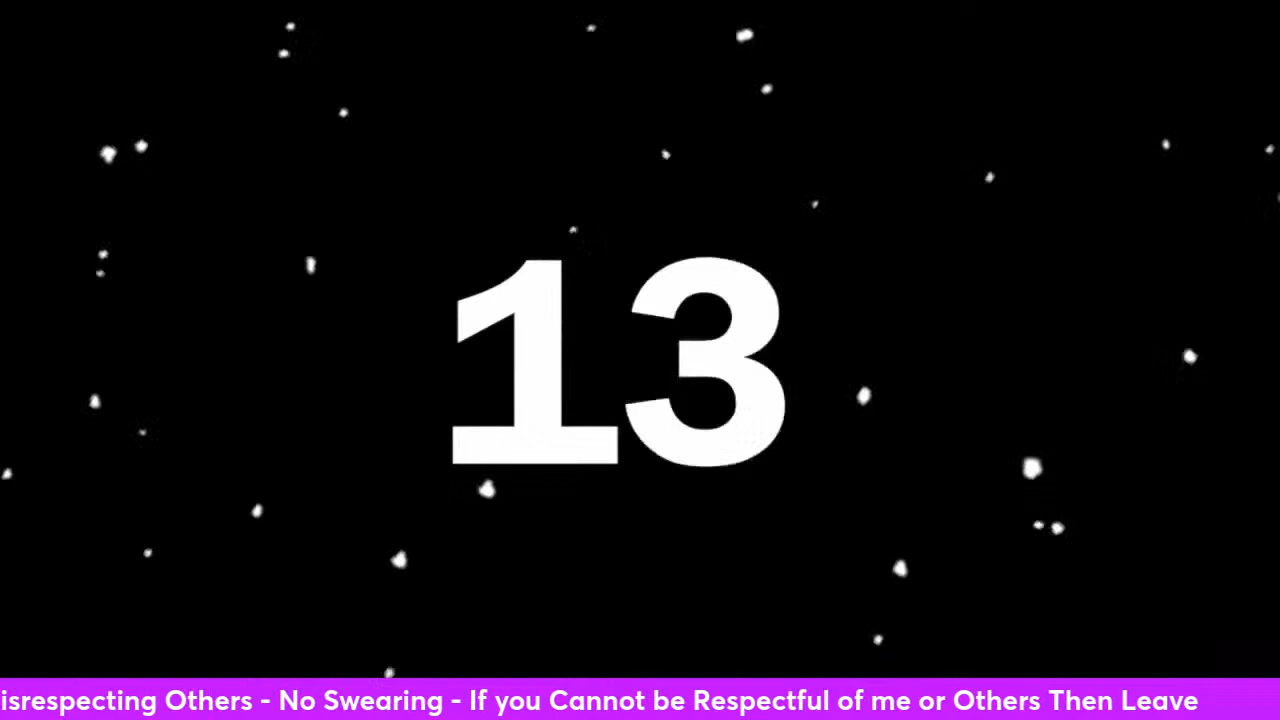 13
isrespecting Others - No Swearing - If you Cannot be Respectful of me or Others Then Leave